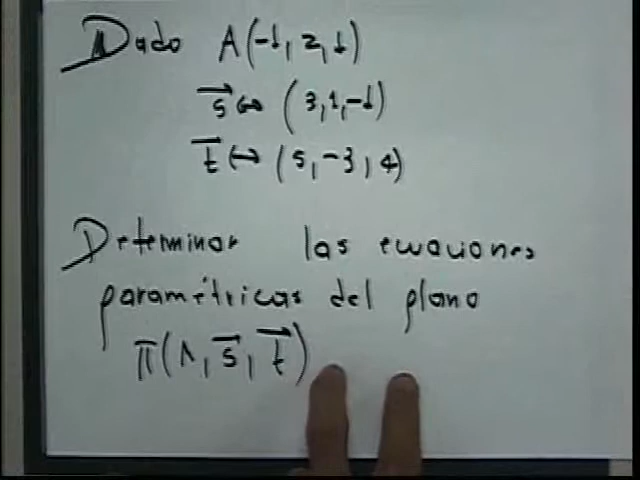 Dado A(-1, 2, 1)
s ↔ (3, 1, -1)
t ↔ (5, -3, 4)
Determinar las ecuaciones
paramétricas del plano
π(A, s, t)